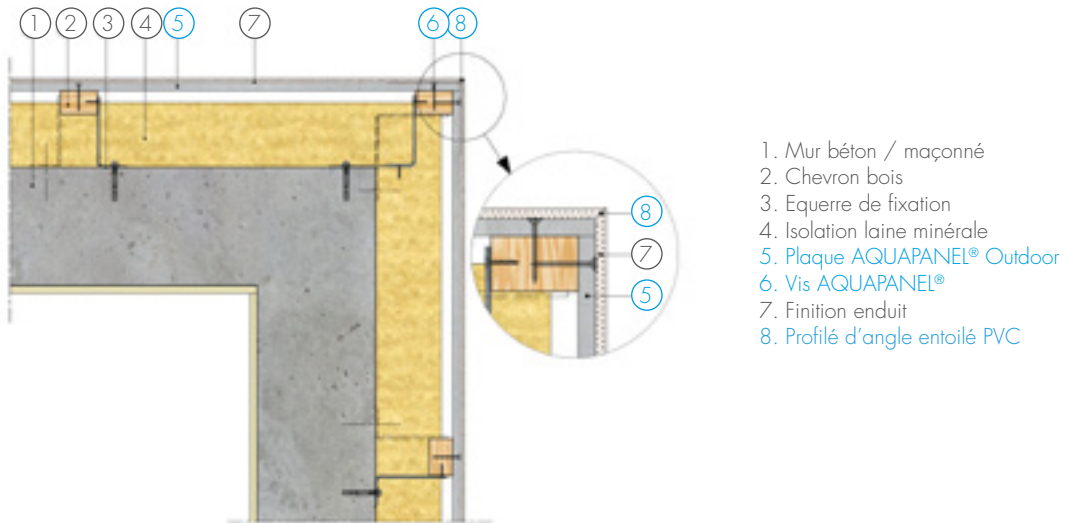 1 2 3 4 5 7 6 8
8
7
5
1. Mur béton / maçonné
2. Chevron bois
3. Equerre de fixation
4. Isolation laine minérale
5. Plaque AQUAPANEL® Outdoor
6. Vis AQUAPANEL®
7. Finition enduit
8. Profilé d'angle entoilé PVC